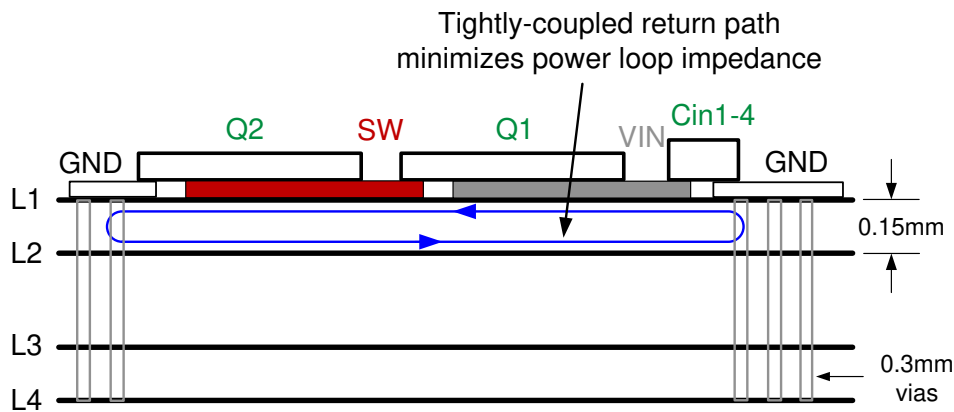 Tightly-coupled return path
minimizes power loop impedance
Q2
SW
Q1
VIN
Cin1-4
GND
GND
L1
0.15mm
L2
L3
0.3mm
vias
L4